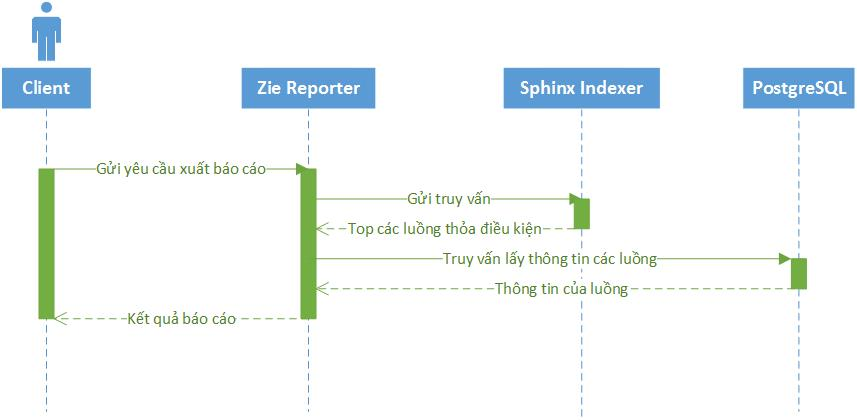 Client
Zie Reporter
Sphinx Indexer
PostgreSQL
Gửi yêu cầu xuất báo cáo
Gửi truy vấn
Top các luồng thỏa điều kiện
Truy vấn lấy thông tin các luồng
Thông tin của luồng
Kết quả báo cáo